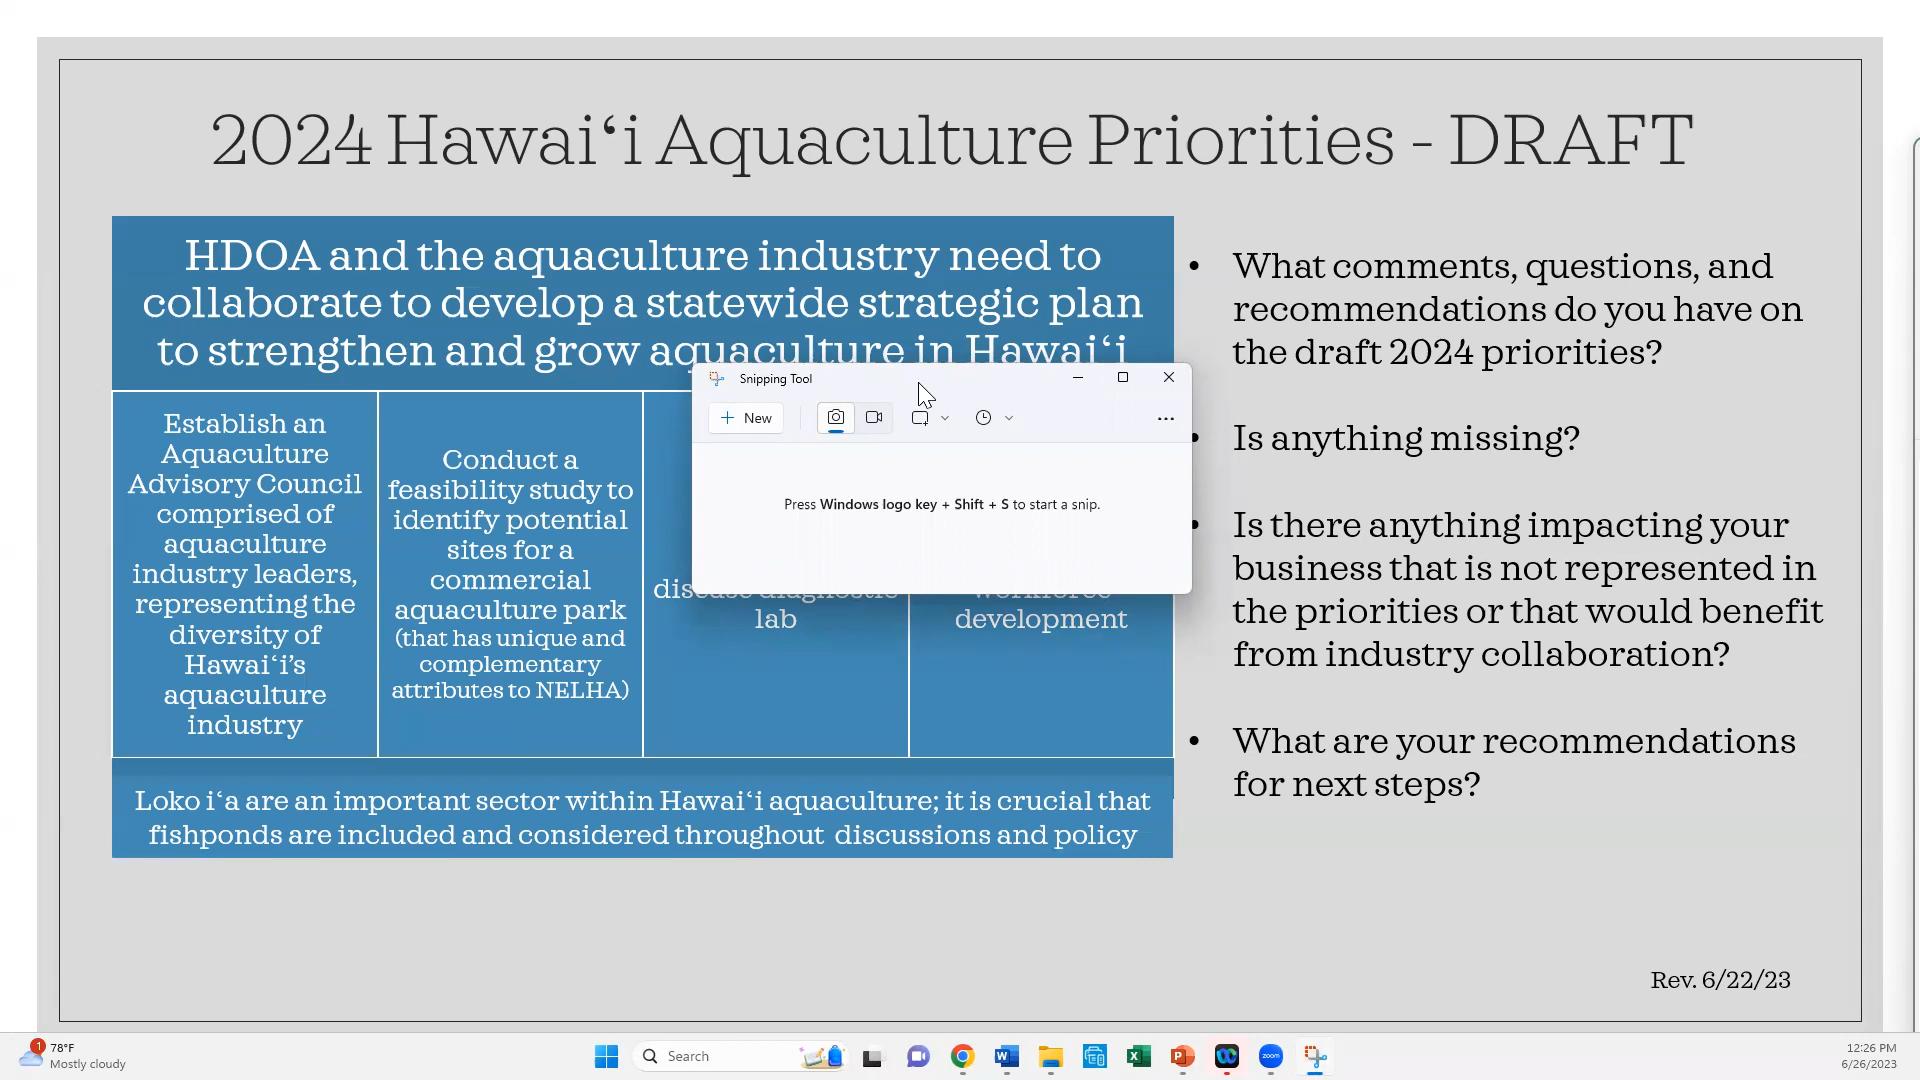 2024 Hawaiʻi Aquaculture Priorities - DRAFT
HDOA and the aquaculture industry need to
collaborate to develop a statewide strategic plan
to strengthen and grow aquaculture in Hawaiʻi
Establish an
Aquaculture
Advisory Council
comprised of
aquaculture
industry leaders,
representing the
diversity of
Hawaiʻi’s
aquaculture
industry
Conduct a
feasibility study to
identify potential
sites for a
commercial
aquaculture park
(that has unique and
complementary
attributes to NELHA)
disease diagnostic
lab
workforce
development
Loko iʻa are an important sector within Hawaiʻi aquaculture; it is crucial that
fishponds are included and considered throughout discussions and policy
• What comments, questions, and
recommendations do you have on
the draft 2024 priorities?
• Is anything missing?
• Is there anything impacting your
business that is not represented in
the priorities or that would benefit
from industry collaboration?
• What are your recommendations
for next steps?
Rev. 6/22/23
Snipping Tool
New
Press Windows logo key + Shift + S to start a snip.
1
78°F
Mostly cloudy
Search
zoom
12:26 PM
6/26/2023